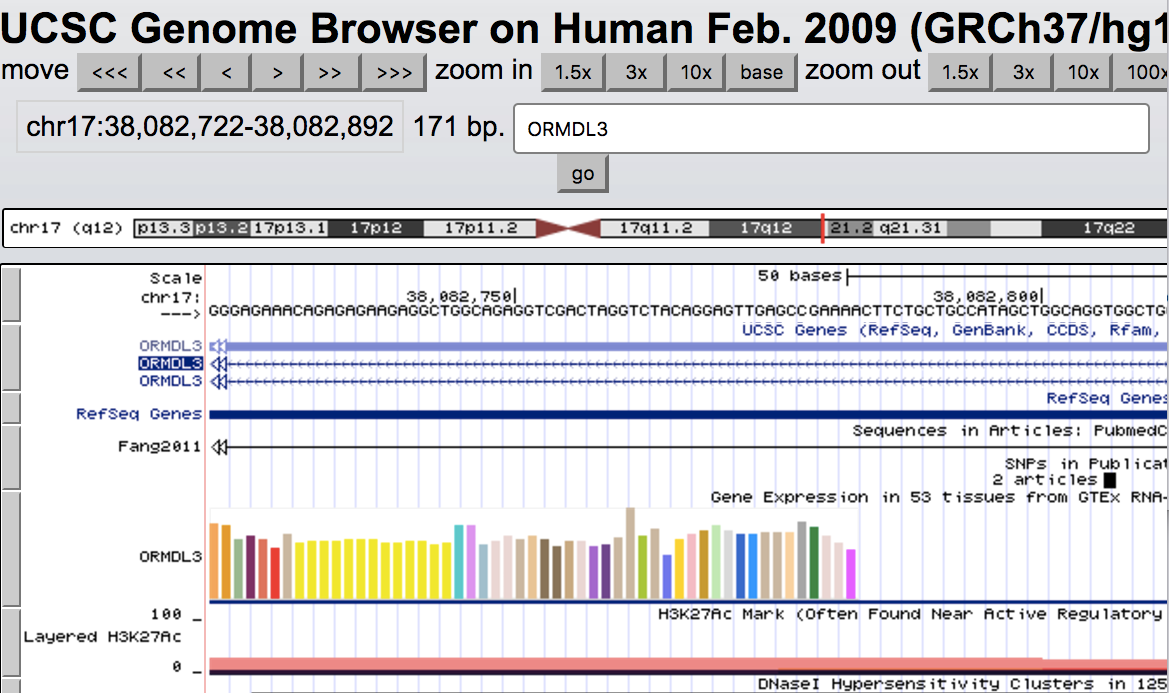 UCSC Genome Browser on Human Feb. 2009 (GRCh37/hg1
move <<< << < > >> >>> zoom in 1.5x 3x 10x base zoom out 1.5x 3x 10x 100x
chr17:38,082,722-38,082,892 171 bp. ORMDL3
go
chr17 (q12) p13.3 p13.2 17p13.1 17p12 17p11.2 17q11.2 17q12 21.2 q21.31 17q22
Scale 50 bases
chr17: 38,082,750 38,082,800
---> GGGAGAAACAGAGAGAAGAGGCTGGCAGAGGTCGACTAGGTCTACAGGAGTTGAGCCGAAAACTTCTGCTGCCATAGCTGGCAGGTGGCTG
UCSC Genes (RefSeq, GenBank, CCDS, Rfam,
ORMDL3
ORMDL3
ORMDL3
RefSeq Genes
RefSeq Genes
Sequences in Articles: PubmedC
Fang2011
SNPs in Publicat
2 articles
Gene Expression in 53 tissues from GTEx RNA-
ORMDL3
H3K27Ac Mark (Often Found Near Active Regulatory
100 _
Layered H3K27Ac
0 _
DNaseI Hypersensitivity Clusters in 125